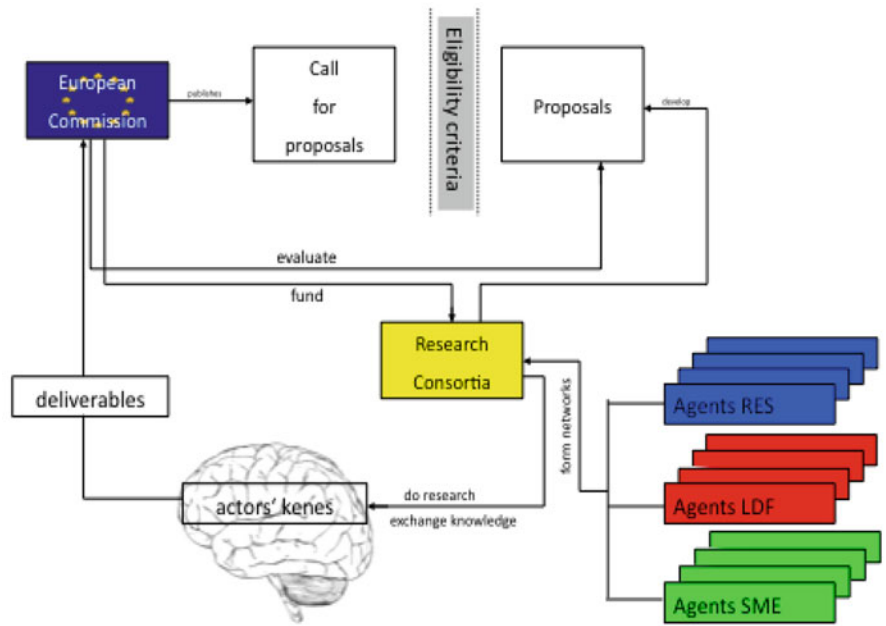 European
Commission
publishes
Call
for
proposals
Eligibility criteria
Proposals
develop
evaluate
fund
Research
Consortia
form networks
Agents RES
deliverables
Agents LDF
actors' kenes
do research
exchange knowledge
Agents SME